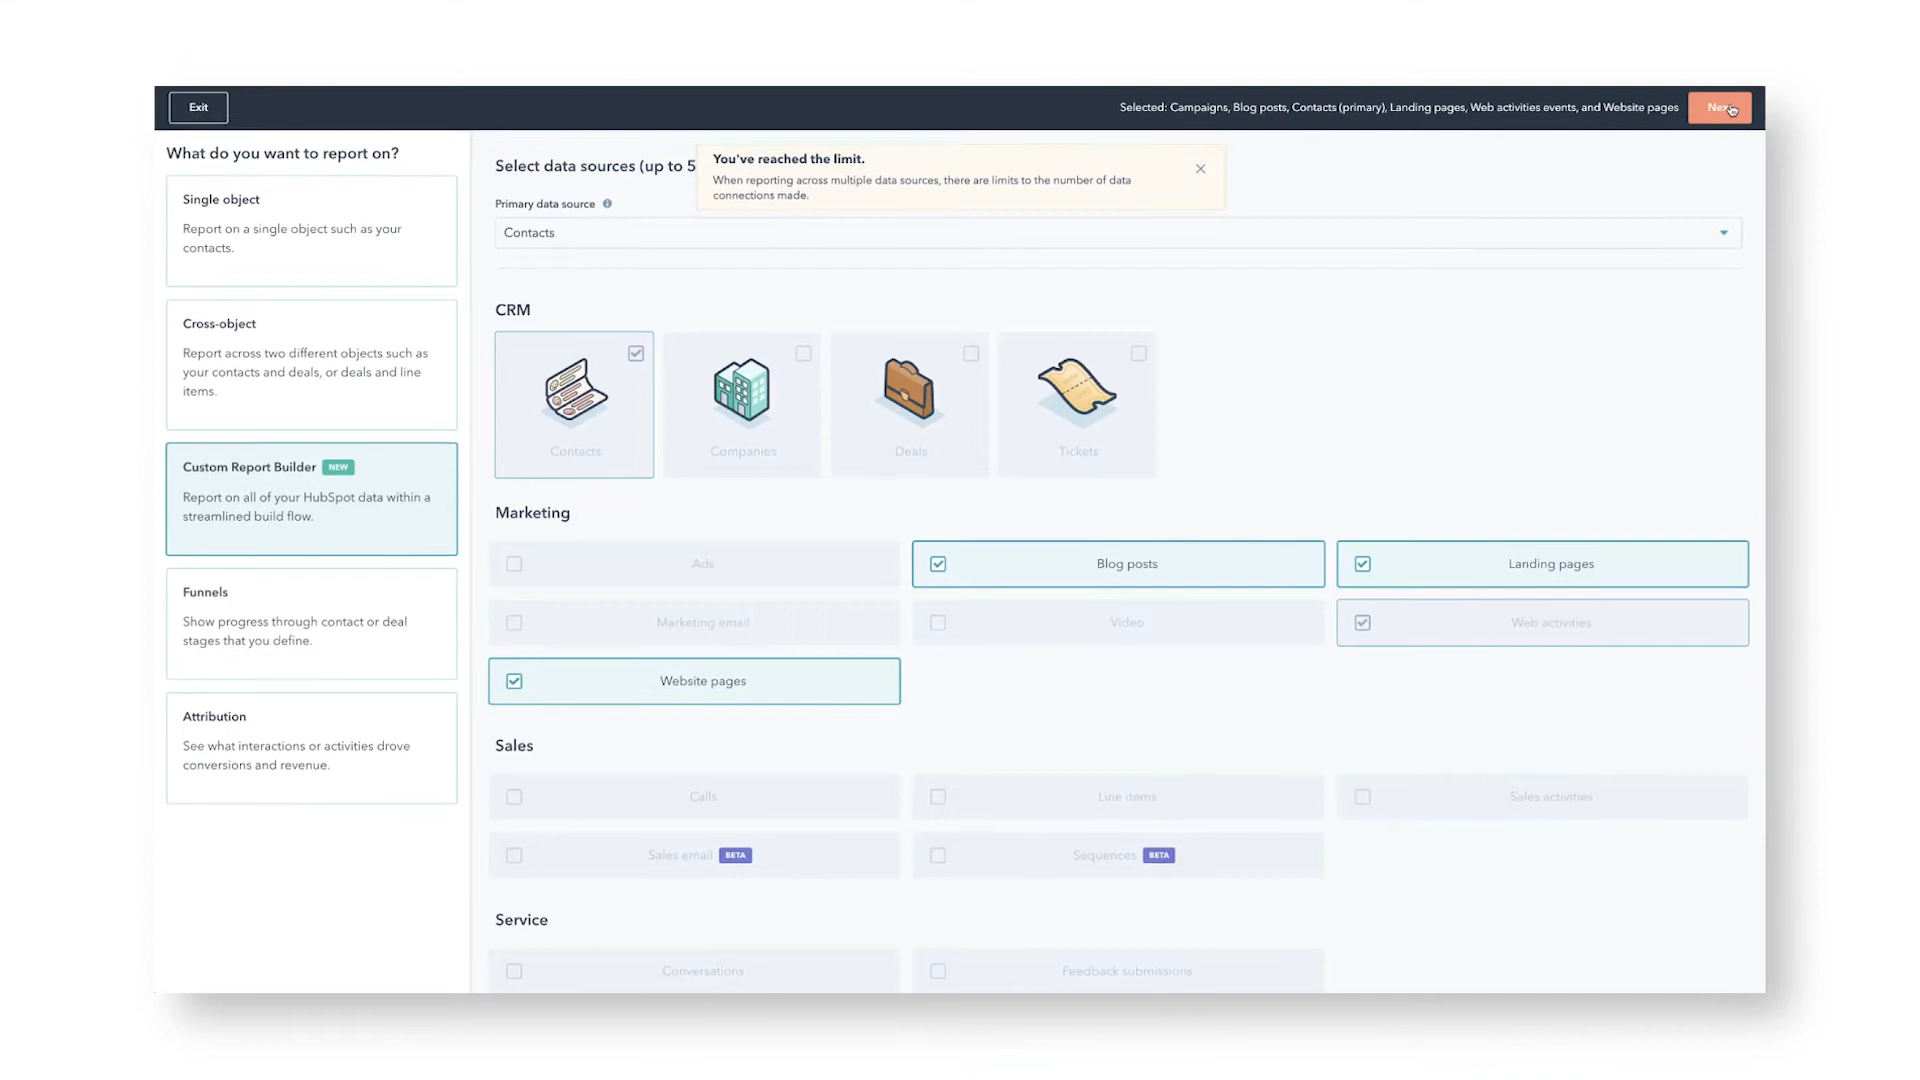 Exit
Selected: Campaigns, Blog posts, Contacts (primary), Landing pages, Web activities events, and Website pages
What do you want to report on?
Single object
Report on a single object such as your
contacts.
Cross-object
Report across two different objects such as
your contacts and deals, or deals and line
items.
Custom Report Builder NEW
Report on all of your HubSpot data within a
streamlined build flow.
Funnels
Show progress through contact or deal
stages that you define.
Attribution
See what interactions or activities drove
conversions and revenue.
Select data sources (up to 5
You've reached the limit.
When reporting across multiple data sources, there are limits to the number of data
connections made.
Primary data source
Contacts
CRM
Contacts
Companies
Deals
Tickets
Marketing
Ads
Blog posts
Landing pages
Marketing email
Video
Web activities
Website pages
Sales
Calls
Line items
Sales activities
Sales email BETA
Sequences BETA
Service
Conversations
Feedback submissions